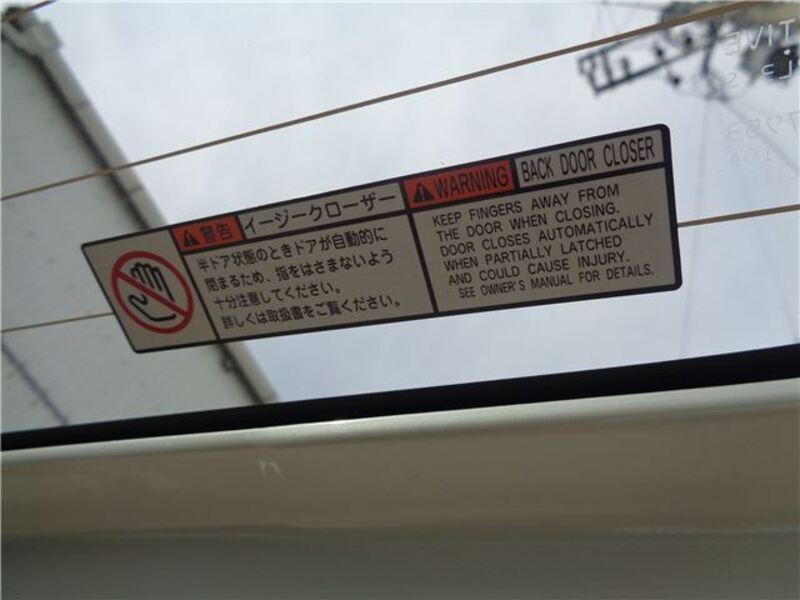 警告 イージークローザー
半ドア状態のときドアが自動的に
閉まるため、指をはさまないよう
十分注意してください。
詳しくは取扱書をご覧ください。
WARNING BACK DOOR CLOSER
KEEP FINGERS AWAY FROM
THE DOOR WHEN CLOSING.
DOOR CLOSES AUTOMATICALLY
WHEN PARTIALLY LATCHED
AND COULD CAUSE INJURY.
SEE OWNER'S MANUAL FOR DETAILS.